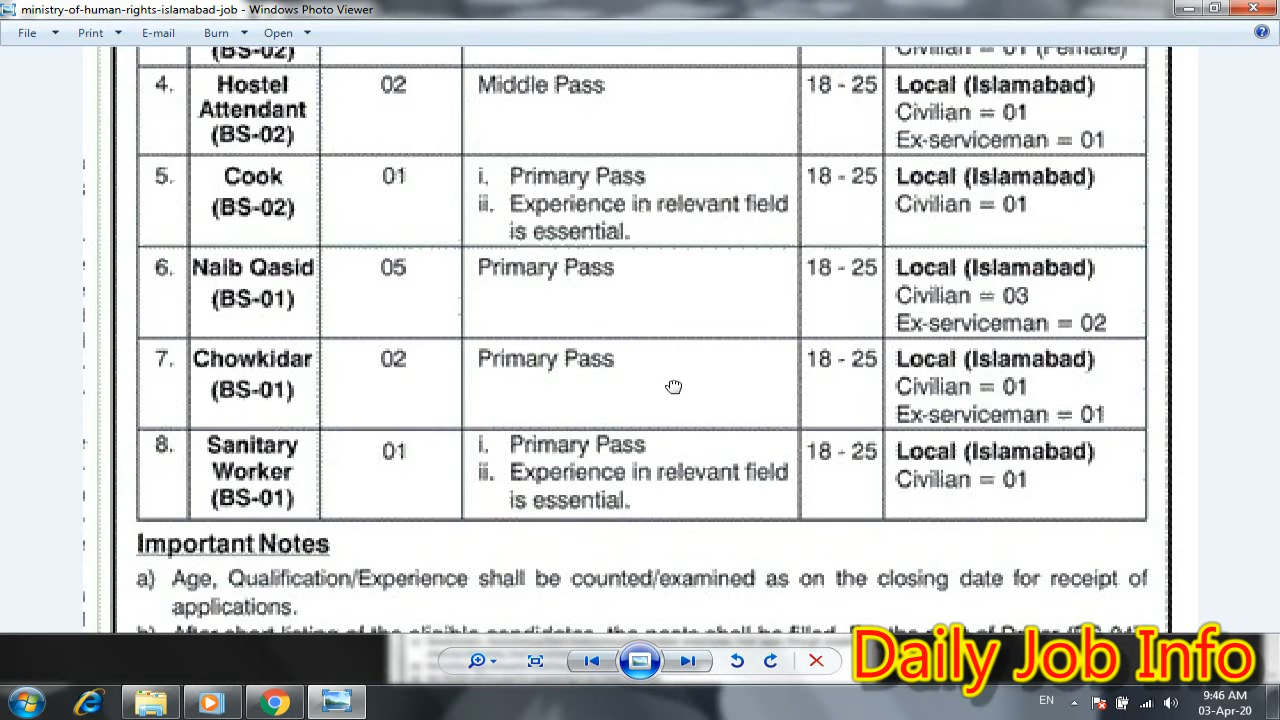 ministry-of-human-rights-islamabad-job - Windows Photo Viewer
File Print E-mail Burn Open
(BS-02) Civilian = 01 (Female)
4. Hostel 02 Middle Pass 18 - 25 Local (Islamabad)
Attendant Civilian = 01
(BS-02) Ex-serviceman = 01
5. Cook 01 i. Primary Pass 18 - 25 Local (Islamabad)
(BS-02) ii. Experience in relevant field Civilian = 01
is essential.
6. Naib Qasid 05 Primary Pass 18 - 25 Local (Islamabad)
(BS-01) Civilian = 03
Ex-serviceman = 02
7. Chowkidar 02 Primary Pass 18 - 25 Local (Islamabad)
(BS-01) Civilian = 01
Ex-serviceman = 01
8. Sanitary 01 i. Primary Pass 18 - 25 Local (Islamabad)
Worker ii. Experience in relevant field Civilian = 01
(BS-01) is essential.
Important Notes
a) Age, Qualification/Experience shall be counted/examined as on the closing date for receipt of
applications.
Daily Job Info
EN 9:46 AM
03-Apr-20